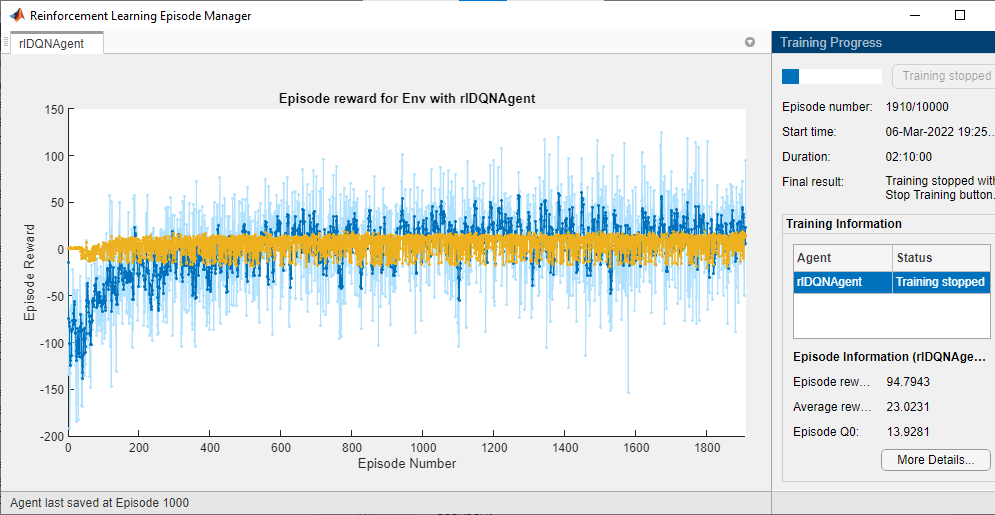 Reinforcement Learning Episode Manager
rlDQNAgent
Episode reward for Env with rlDQNAgent
150
100
50
0
-50
-100
-150
-200
Episode Reward
0 200 400 600 800 1000 1200 1400 1600 1800
Episode Number
Agent last saved at Episode 1000
Training Progress
Training stopped
Episode number: 1910/10000
Start time: 06-Mar-2022 19:25...
Duration: 02:10:00
Final result: Training stopped with
Stop Training button.
Training Information
Agent Status
rlDQNAgent Training stopped
Episode Information (rlDQNAge...
Episode rew... 94.7943
Average rew... 23.0231
Episode Q0: 13.9281
More Details...